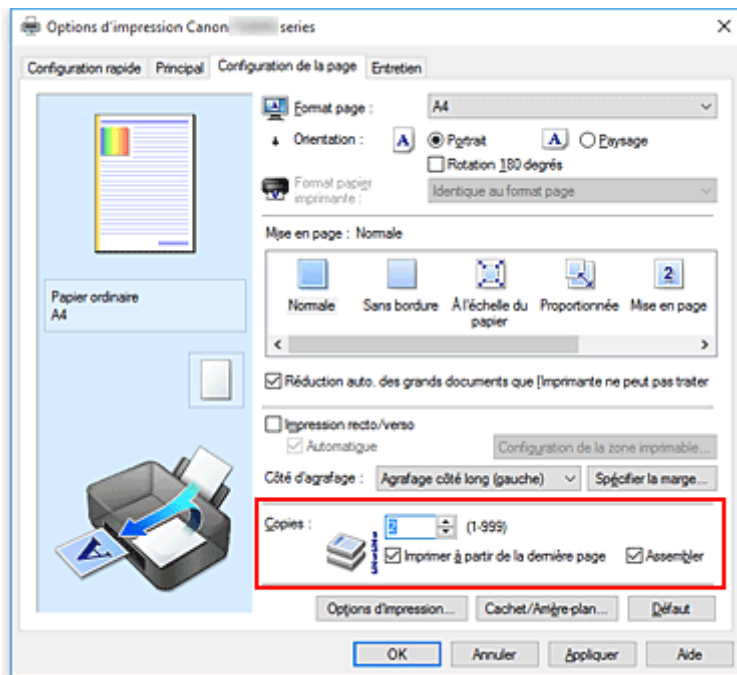 Options d'impression Canon series
Configuration rapide Principal Configuration de la page Entretien
Format page : A4
Orientation : A Portrait A Paysage
Rotation 180 degrés
Format papier imprimante : Identique au format page
Mise en page : Normale
Normale Sans bordure À l'échelle du papier Proportionnée 2 Mise en page
Papier ordinaire
A4
Réduction auto. des grands documents que l'imprimante ne peut pas traiter
Impression recto/verso
Automatique Configuration de la zone imprimable...
Côté d'agrafage : Agrafage côté long (gauche) Spécifier la marge...
Copies : 2 (1-999)
Imprimer à partir de la dernière page Assembler
Options d'impression... Cachet/Arrière-plan... Défaut
OK Annuler Appliquer Aide